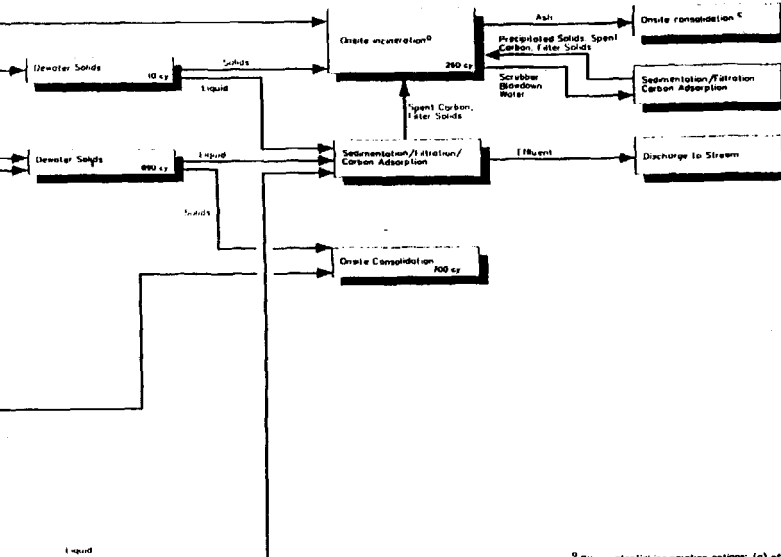 Ash
Onsite consolidation c
Onsite incineration a
260 cy
Precipitated Solids, Spent
Carbon, Filter Solids
Scrubber
Blowdown
Water
Sedimentation/Filtration
Carbon Adsorption
Dewater Solids
10 cy
Solids
Liquid
Spent Carbon,
Filter Solids
Dewater Solids
690 cy
Liquid
Solids
Sedimentation/Filtration/
Carbon Adsorption
Effluent
Discharge to Stream
Onsite Consolidation
700 cy
Liquid